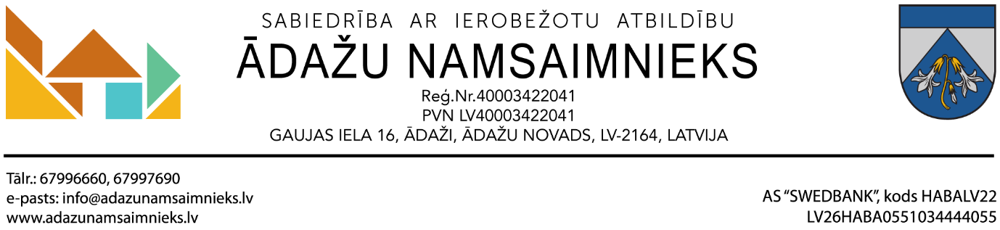 SABIEDRĪBA AR IEROBEŽOTU ATBILDĪBU
ĀDAŽU NAMSAIMNIEKS
Reģ.Nr.40003422041
PVN LV40003422041
GAUJAS IELA 16, ĀDAŽI, ĀDAŽU NOVADS, LV-2164, LATVIJA
Tālr.: 67996660, 67997690
e-pasts: info@adazunamsaimnieks.lv
www.adazunamsaimnieks.lv
AS “SWEDBANK”, kods HABALV22
LV26HABA0551034444055